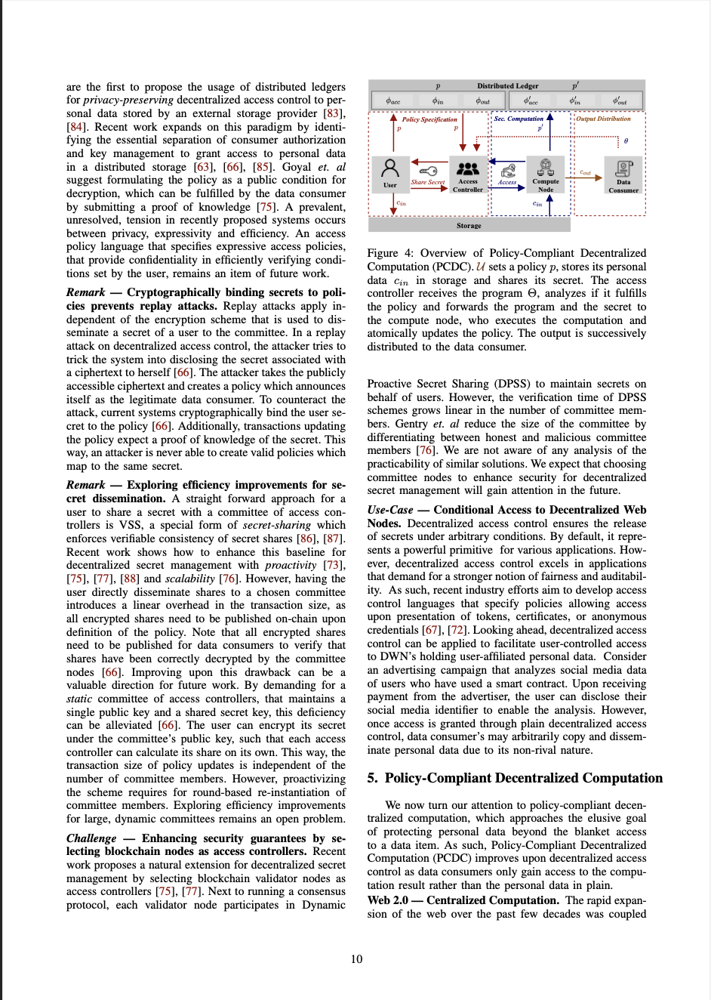 are the first to propose the usage of distributed ledgers
for privacy-preserving decentralized access control to per-
sonal data stored by an external storage provider [83],
[84]. Recent work expands on this paradigm by identi-
fying the essential separation of consumer authorization
and key management to grant access to personal data
in a distributed storage [63], [66], [85]. Goyal et. al
suggest formulating the policy as a public condition for
decryption, which can be fulfilled by the data consumer
by submitting a proof of knowledge [75]. A prevalent,
unresolved, tension in recently proposed systems occurs
between privacy, expressivity and efficiency. An access
policy language that specifies expressive access policies,
that provide confidentiality in efficiently verifying condi-
tions set by the user, remains an item of future work.
Remark — Cryptographically binding secrets to poli-
cies prevents replay attacks. Replay attacks apply in-
dependent of the encryption scheme that is used to dis-
seminate a secret of a user to the committee. In a replay
attack on decentralized access control, the attacker tries to
trick the system into disclosing the secret associated with
a ciphertext to herself [66]. The attacker takes the publicly
accessible ciphertext and creates a policy which announces
itself as the legitimate data consumer. To counteract the
attack, current systems cryptographically bind the user se-
cret to the policy [66]. Additionally, transactions updating
the policy expect a proof of knowledge of the secret. This
way, an attacker is never able to create valid policies which
map to the same secret.
Remark — Exploring efficiency improvements for se-
cret dissemination. A straight forward approach for a
user to share a secret with a committee of access con-
trollers is VSS, a special form of secret-sharing which
enforces verifiable consistency of secret shares [86], [87].
Recent work shows how to enhance this baseline for
decentralized secret management with proactivity [73],
[75], [77], [88] and scalability [76]. However, having the
user directly disseminate shares to a chosen committee
introduces a linear overhead in the transaction size, as
all encrypted shares need to be published on-chain upon
definition of the policy. Note that all encrypted shares
need to be published for data consumers to verify that
shares have been correctly decrypted by the committee
nodes [66]. Improving upon this drawback can be a
valuable direction for future work. By demanding for a
static committee of access controllers, that maintains a
single public key and a shared secret key, this deficiency
can be alleviated [66]. The user can encrypt its secret
under the committee's public key, such that each access
controller can calculate its share on its own. This way, the
transaction size of policy updates is independent of the
number of committee members. However, proactivizing
the scheme requires for round-based re-instantiation of
committee members. Exploring efficiency improvements
for large, dynamic committees remains an open problem.
Challenge — Enhancing security guarantees by se-
lecting blockchain nodes as access controllers. Recent
work proposes a natural extension for decentralized secret
management by selecting blockchain validator nodes as
access controllers [75], [77]. Next to running a consensus
protocol, each validator node participates in Dynamic
p Distributed Ledger p′
ϕacc ϕin ϕout ϕ′acc ϕ′in ϕ′out
Policy Specification Sec. Computation Output Distribution
p p p′
θ
User Share Secret Access Controller Access Compute Node cout Data Consumer
cin cin
Storage
Figure 4: Overview of Policy-Compliant Decentralized
Computation (PCDC). U sets a policy p, stores its personal
data cin in storage and shares its secret. The access
controller receives the program Θ, analyzes if it fulfills
the policy and forwards the program and the secret to
the compute node, who executes the computation and
atomically updates the policy. The output is successively
distributed to the data consumer.
Proactive Secret Sharing (DPSS) to maintain secrets on
behalf of users. However, the verification time of DPSS
schemes grows linear in the number of committee mem-
bers. Gentry et. al reduce the size of the committee by
differentiating between honest and malicious committee
members [76]. We are not aware of any analysis of the
practicability of similar solutions. We expect that choosing
committee nodes to enhance security for decentralized
secret management will gain attention in the future.
Use-Case — Conditional Access to Decentralized Web
Nodes. Decentralized access control ensures the release
of secrets under arbitrary conditions. By default, it repre-
sents a powerful primitive for various applications. How-
ever, decentralized access control excels in applications
that demand for a stronger notion of fairness and auditabil-
ity. As such, recent industry efforts aim to develop access
control languages that specify policies allowing access
upon presentation of tokens, certificates, or anonymous
credentials [67], [72]. Looking ahead, decentralized access
control can be applied to facilitate user-controlled access
to DWN's holding user-affiliated personal data. Consider
an advertising campaign that analyzes social media data
of users who have used a smart contract. Upon receiving
payment from the advertiser, the user can disclose their
social media identifier to enable the analysis. However,
once access is granted through plain decentralized access
control, data consumer's may arbitrarily copy and dissem-
inate personal data due to its non-rival nature.
5. Policy-Compliant Decentralized Computation
We now turn our attention to policy-compliant decen-
tralized computation, which approaches the elusive goal
of protecting personal data beyond the blanket access
to a data item. As such, Policy-Compliant Decentralized
Computation (PCDC) improves upon decentralized access
control as data consumers only gain access to the compu-
tation result rather than the personal data in plain.
Web 2.0 — Centralized Computation. The rapid expan-
sion of the web over the past few decades was coupled
10